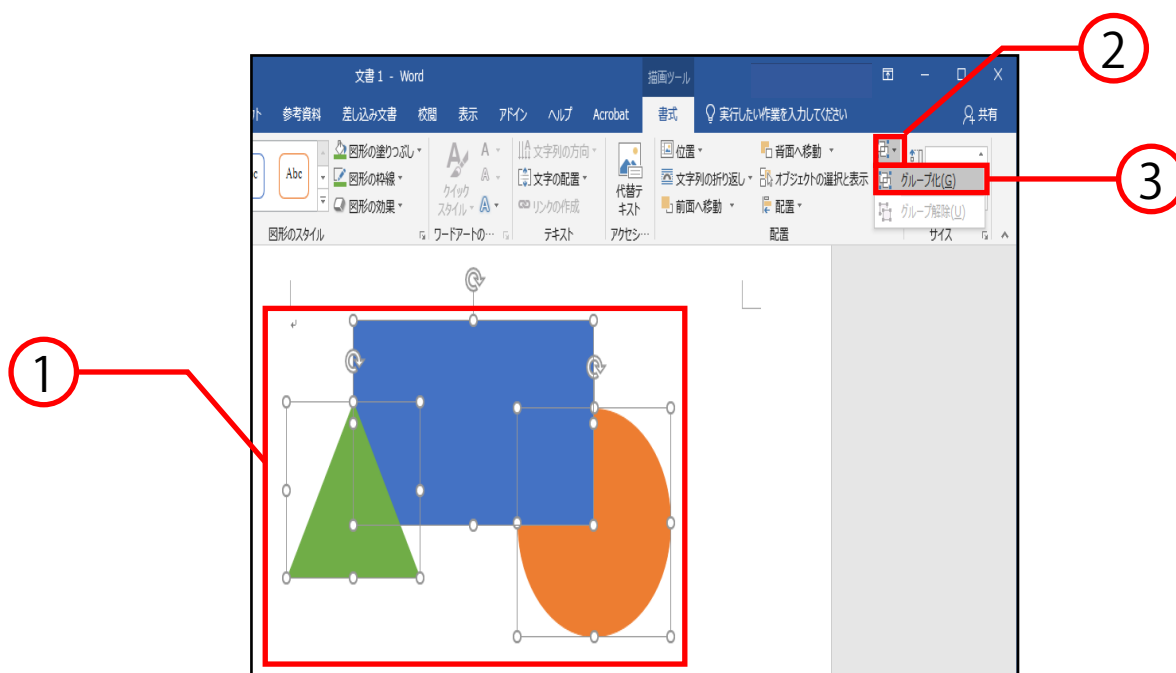 ②
文書 1 - Word
描画ツール
参考資料 差し込み文書 校閲 表示 アドイン ヘルプ Acrobat 書式 実行したい作業を入力してください 共有
図形の塗りつぶし
A
文字列の方向
位置
背面へ移動
Abc
図形の枠線
クイック
スタイル
A
文字の配置
代替テ
キスト
文字列の折り返し
オブジェクトの選択と表示
グループ化(G)
③
図形の効果
A
リンクの作成
前面へ移動
配置
グループ解除(U)
図形のスタイル
ワードアートの…
テキスト
アクセシ…
配置
サイズ
①